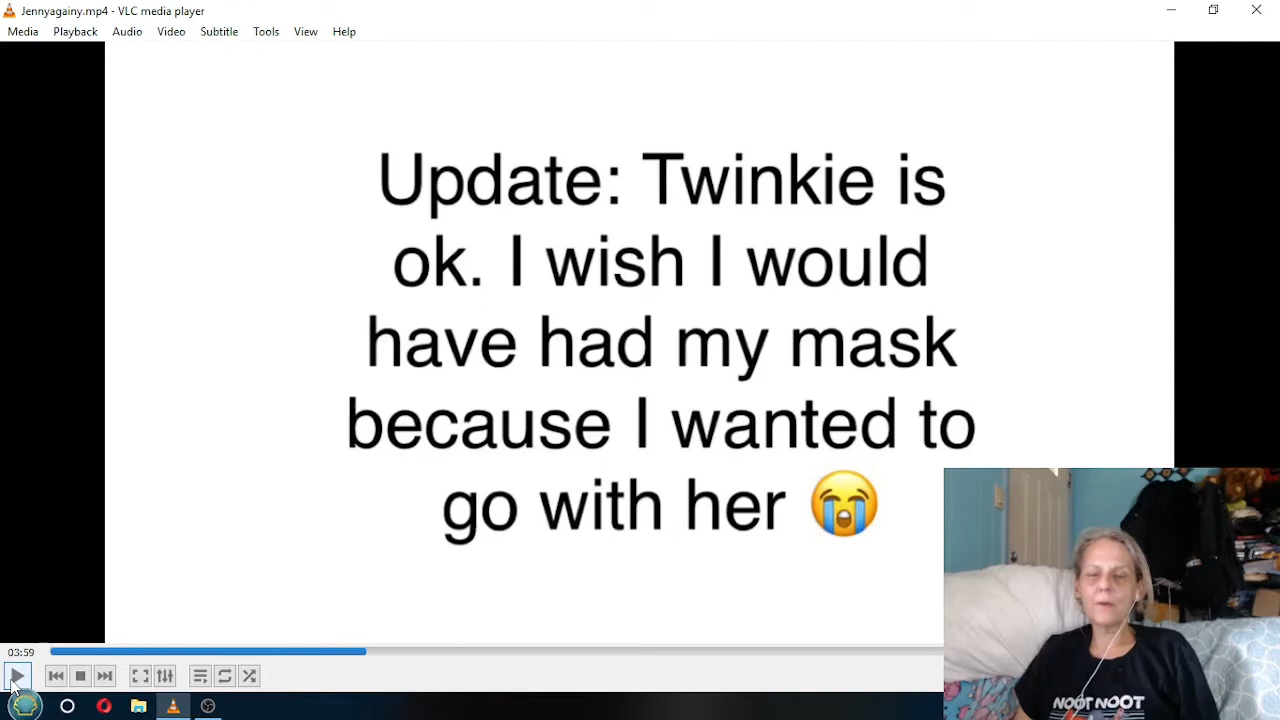 Jennyagainy.mp4 - VLC media player
Media Playback Audio Video Subtitle Tools View Help
Update: Twinkie is
ok. I wish I would
have had my mask
because I wanted to
go with her 😭
03:59
NOOT NOOT